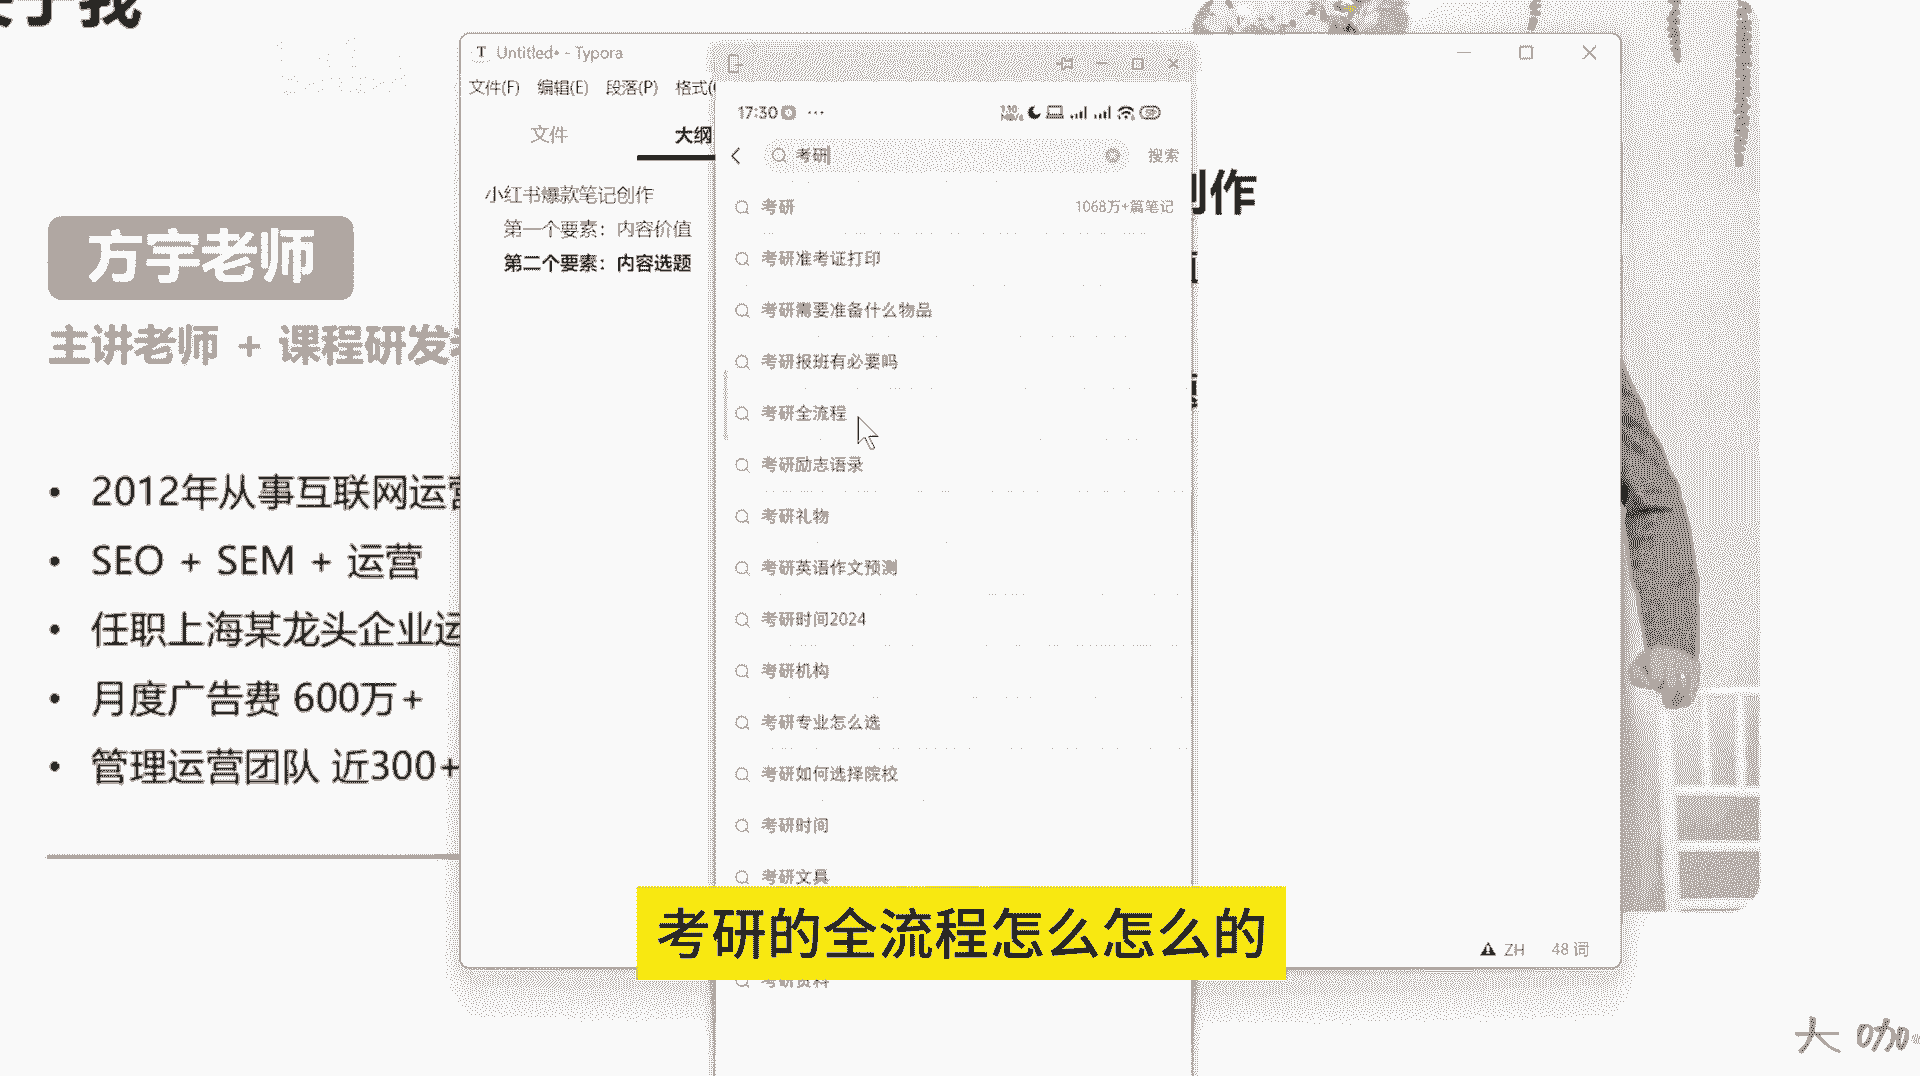 关于我
方宇老师
主讲老师 + 课程研发
2012年从事互联网运营
SEO + SEM + 运营
任职上海某龙头企业运
月度广告费 600万+
管理运营团队 近300+
Untitled• - Typora
文件(F) 编辑(E) 段落(P) 格式(
文件 大纲
小红书爆款笔记创作
第一个要素：内容价值
第二个要素：内容选题
创作
17:30 ···
考研 搜索
考研 1068万+篇笔记
考研准考证打印
考研需要准备什么物品
考研报班有必要吗
考研全流程
考研励志语录
考研礼物
考研英语作文预测
考研时间2024
考研机构
考研专业怎么选
考研如何选择院校
考研时间
考研文具
考研的全流程怎么怎么的
考研资料
ZH 48 词
大咖